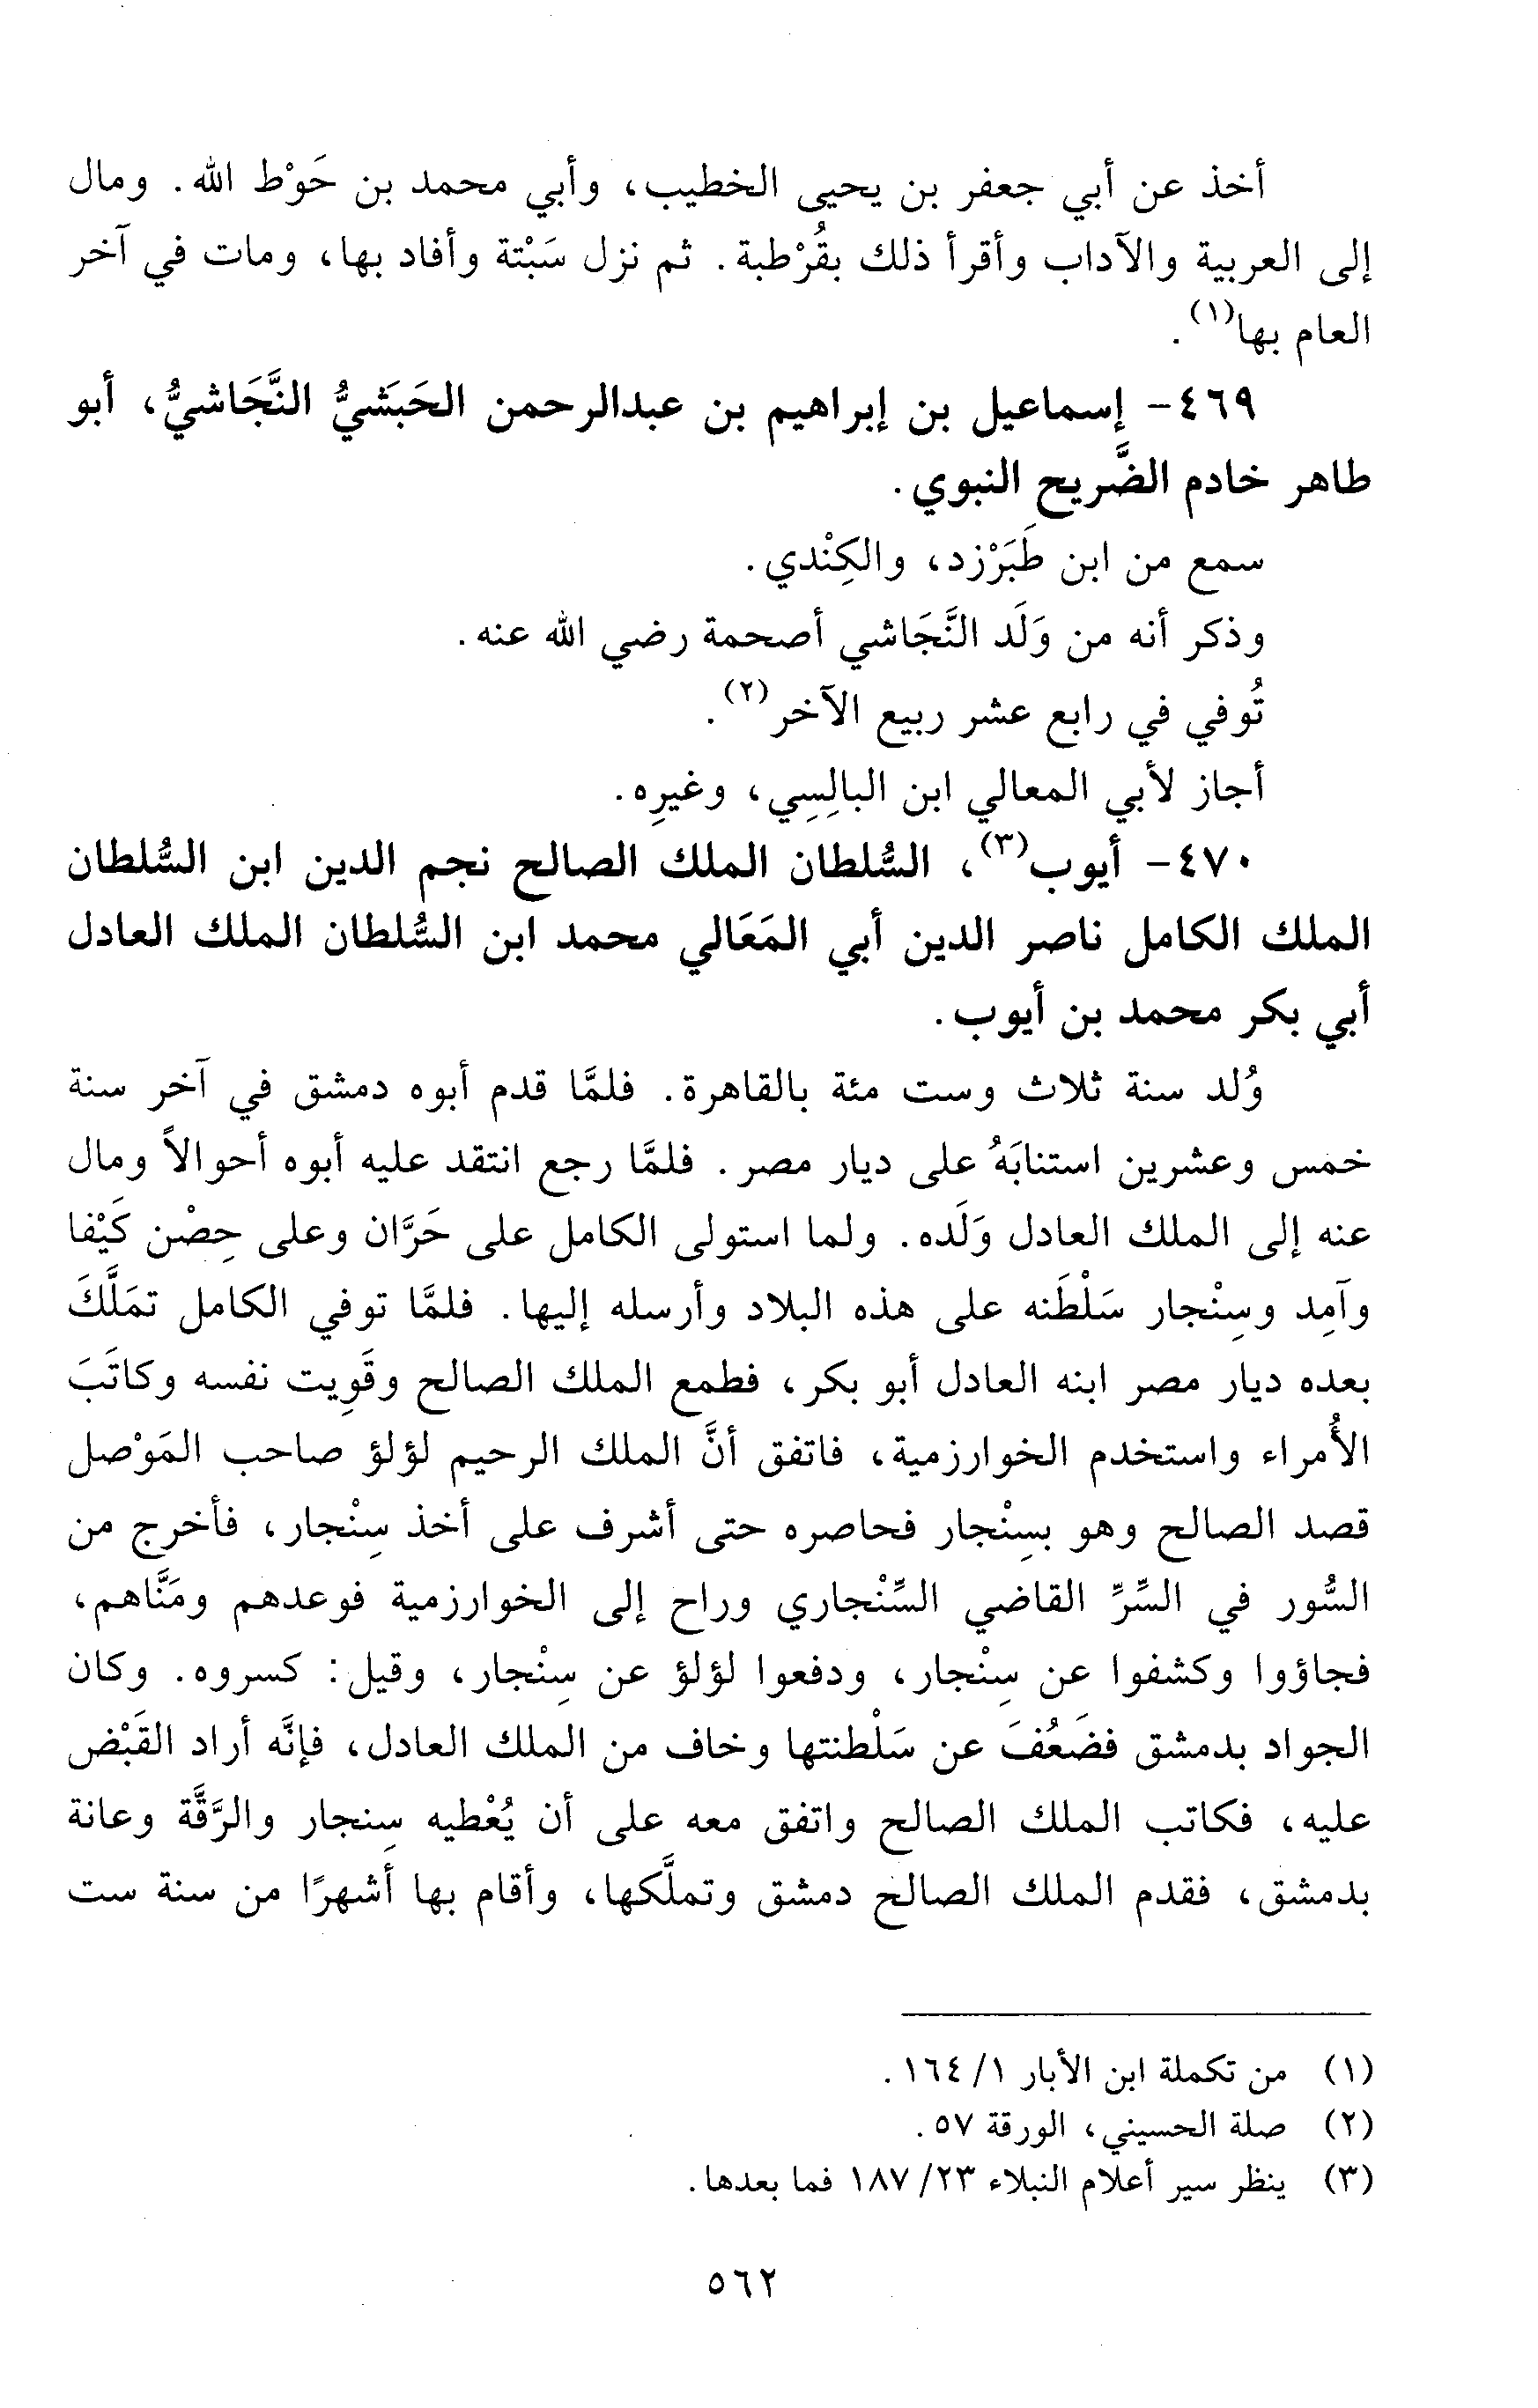 أخذ عن أبي جعفر بن يحيى الخطيب، وأبي محمد بن حَوْط الله. ومال
إلى العربية والآداب وأقرأ ذلك بقُرْطبة. ثم نزل سَبْتة وأفاد بها، ومات في آخر
العام بها(١).
٤٦٩- إسماعيل بن إبراهيم بن عبدالرحمن الحَبَشيُّ النَّجَاشيُّ، أبو
طاهر خادم الضَّريح النبوي.
سمع من ابن طَبَرْزد، والكِنْدي.
وذكر أنه من وَلَد النَّجَاشي أصحمة رضي الله عنه.
تُوفي في رابع عشر ربيع الآخر(٢).
أجاز لأبي المعالي ابن البالِسِي، وغيرِه.
٤٧٠- أيوب(٣)، السُّلطان الملك الصالح نجم الدين ابن السُّلطان
الملك الكامل ناصر الدين أبي المَعَالي محمد ابن السُّلطان الملك العادل
أبي بكر محمد بن أيوب.
وُلد سنة ثلاث وست مئة بالقاهرة. فلمَّا قدم أبوه دمشق في آخر سنة
خمس وعشرين استنابَهُ على ديار مصر. فلمَّا رجع انتقد عليه أبوه أحوالاً ومال
عنه إلى الملك العادل وَلَده. ولما استولى الكامل على حَرَّان وعلى حِصْن كَيْفا
وآمِد وسِنْجار سَلْطَنه على هذه البلاد وأرسله إليها. فلمَّا توفي الكامل تمَلَّكَ
بعده ديار مصر ابنه العادل أبو بكر، فطمع الملك الصالح وقَوِيت نفسه وكاتَبَ
الأُمراء واستخدم الخوارزمية، فاتفق أنَّ الملك الرحيم لؤلؤ صاحب المَوْصل
قصد الصالح وهو بسِنْجار فحاصره حتى أشرف على أخذ سِنْجار، فأخرج من
السُّور في السِّرِّ القاضي السِّنْجاري وراح إلى الخوارزمية فوعدهم ومَنَّاهم،
فجاؤوا وكشفوا عن سِنْجار، ودفعوا لؤلؤ عن سِنْجار، وقيل: كسروه. وكان
الجواد بدمشق فضَعُفَ عن سَلْطنتها وخاف من الملك العادل، فإنَّه أراد القَبْض
عليه، فكاتب الملك الصالح واتفق معه على أن يُعْطيه سِنجار والرَّقَّة وعانة
بدمشق، فقدم الملك الصالح دمشق وتملَّكها، وأقام بها أشهرًا من سنة ست
(١) من تكملة ابن الأبار ١/ ١٦٤.
(٢) صلة الحسيني، الورقة ٥٧.
(٣) ينظر سير أعلام النبلاء ٢٣/ ١٨٧ فما بعدها.
٥٦٢